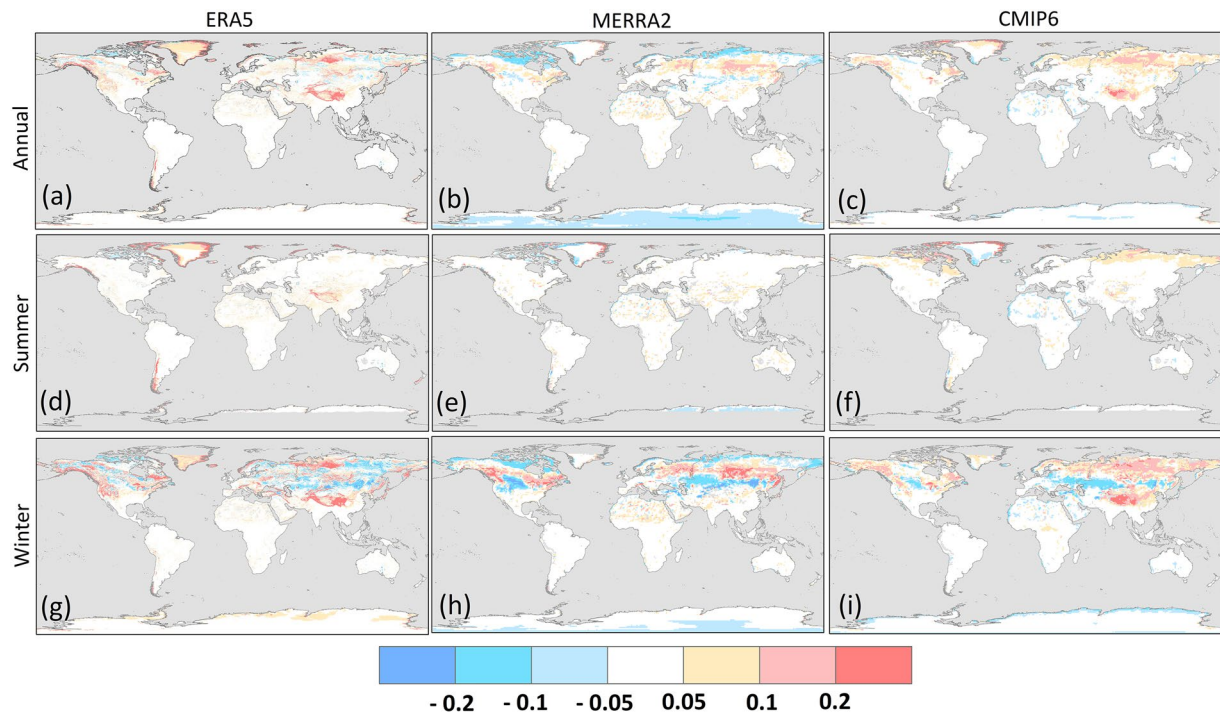 ERA5 MERRA2 CMIP6
Annual
(a) (b) (c)
Summer
(d) (e) (f)
Winter
(g) (h) (i)
- 0.2 - 0.1 - 0.05 0.05 0.1 0.2